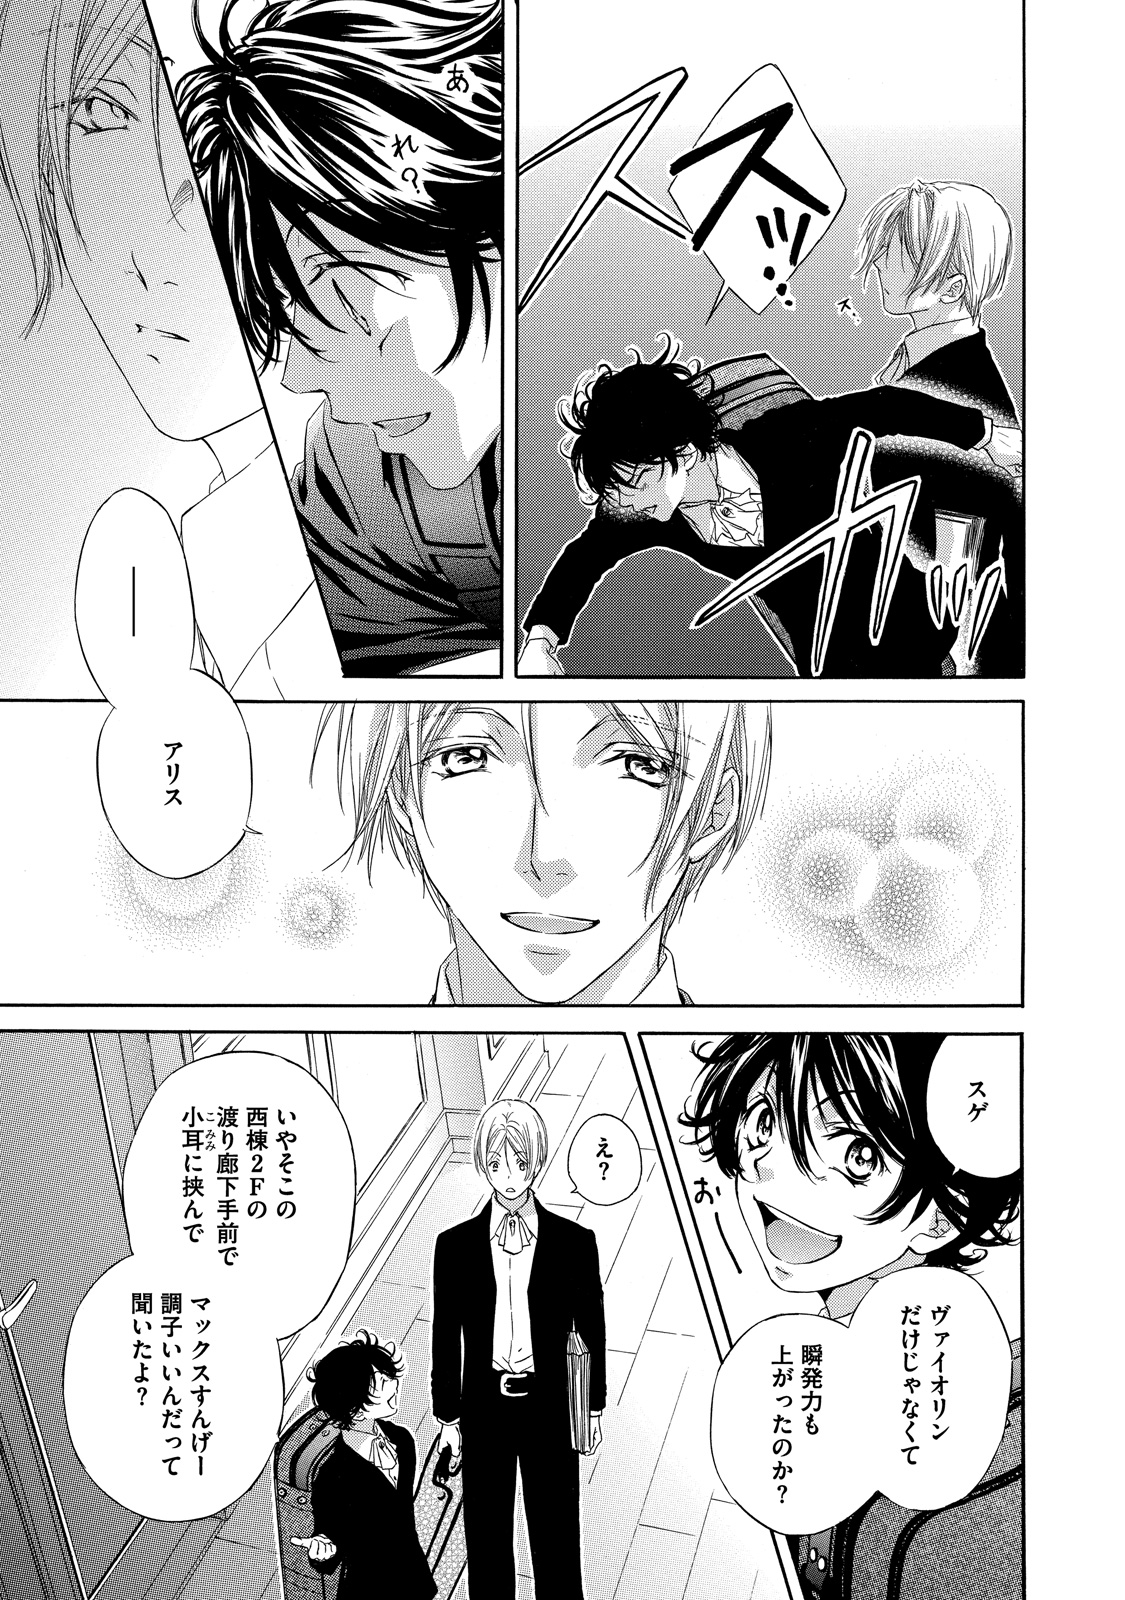 スッ…
スカッ
ス…
あ
れ?
―
アリス
スゲ
お―
ヴァイオリン
だけじゃなくて
瞬発力も
上がったのか?
え?
いやそこの
西棟2Fの
渡り廊下手前で
小耳に挟んで
こみみ
マックスすんげー
調子いいんだって
聞いたよ?